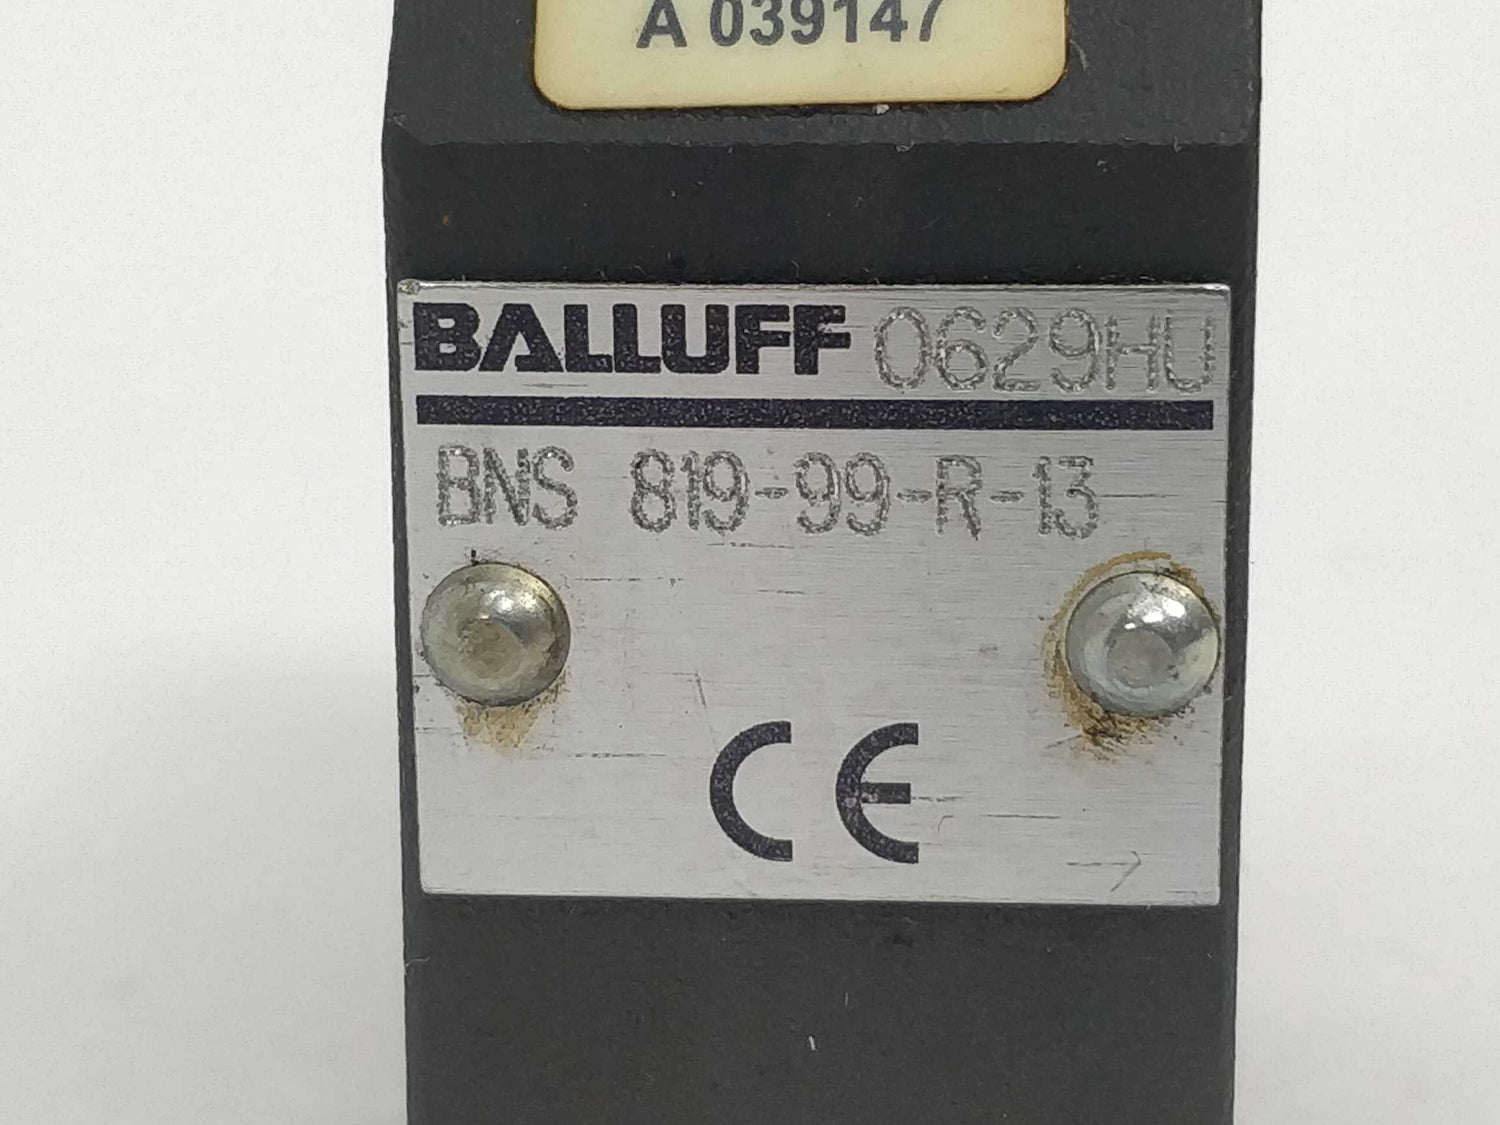 A 039147
BALLUFF 0629HU
BNS 819-99-R-13
CE